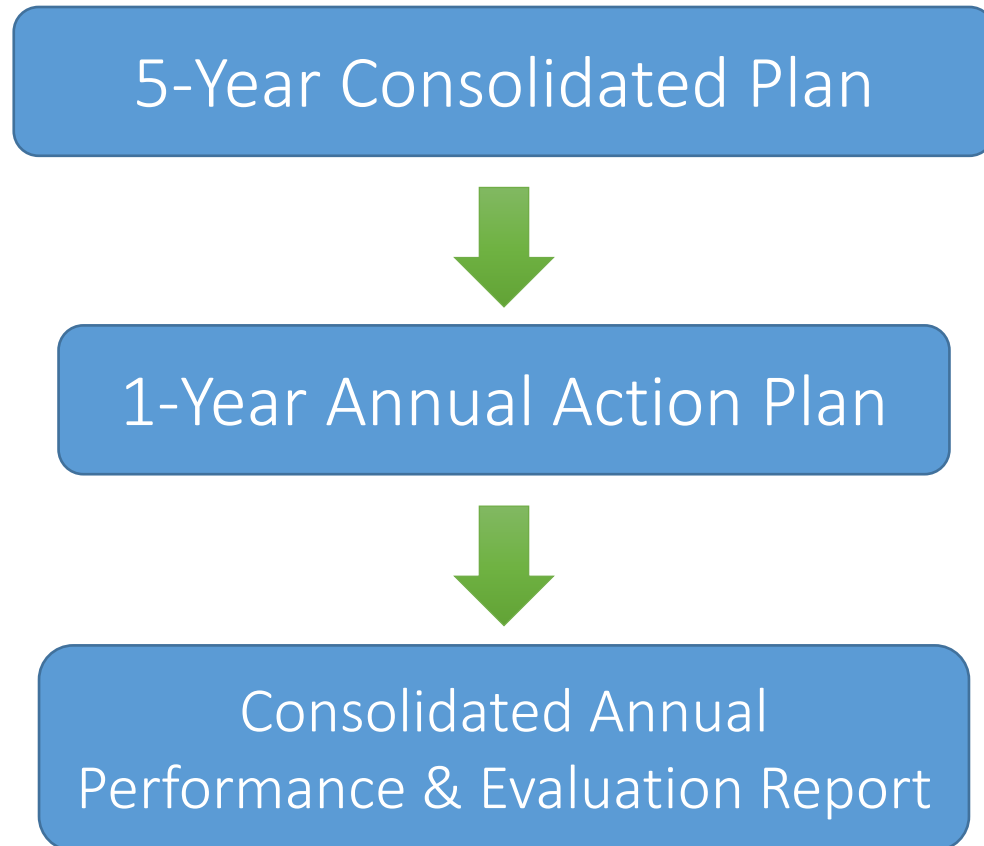 5-Year Consolidated Plan
1-Year Annual Action Plan
Consolidated Annual
Performance & Evaluation Report